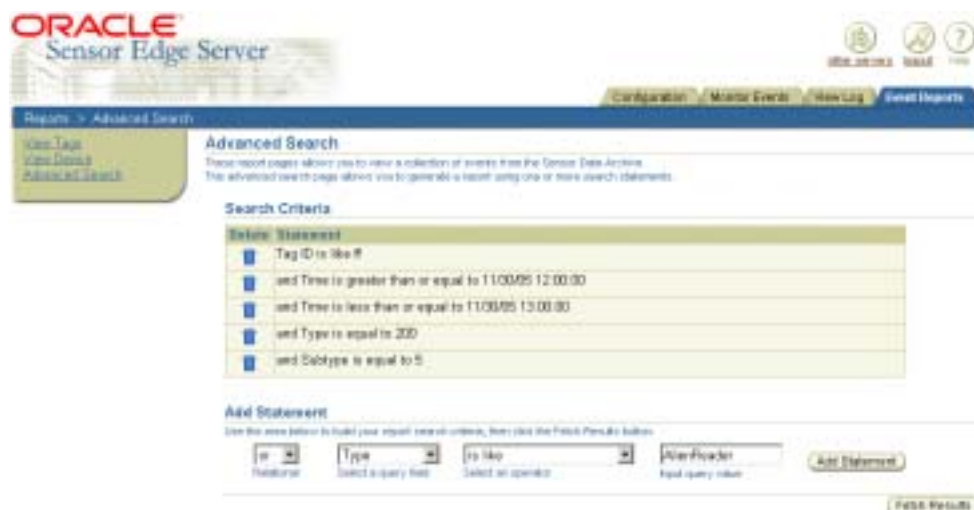 ORACLE
Sensor Edge Server
other servers logout Help
Configuration Monitor Events View Log Event Reports
Reports > Advanced Search
View Tags
View Device
Advanced Search
Advanced Search
These report pages allows you to view a collection of events from the Sensor Data Archive.
This advanced search page allows you to generate a report using one or more search statements.
Search Criteria
Delete Statement
Tag ID is like ff
and Time is greater than or equal to 11/30/05 12:00:00
and Time is less than or equal to 11/30/05 13:00:00
and Type is equal to 200
and Subtype is equal to 5
Add Statement
Use the area below to build your report search criteria, then click the Fetch Results button.
or Type is like AlienReader Add Statement
Relational Select a query field Select an operator Input query value
Fetch Results